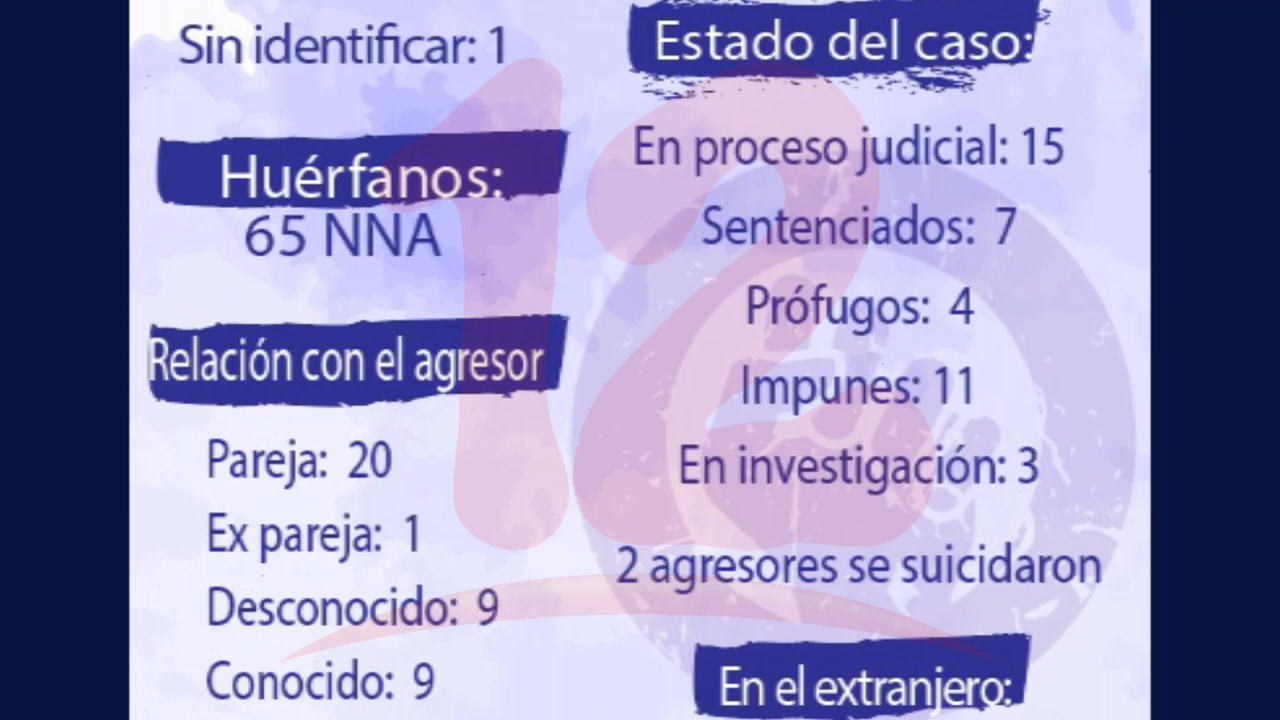 Sin identificar: 1
Huérfanos:
65 NNA
Relación con el agresor
Pareja: 20
Ex pareja: 1
Desconocido: 9
Conocido: 9
Estado del caso:
En proceso judicial: 15
Sentenciados: 7
Prófugos: 4
Impunes: 11
En investigación: 3
2 agresores se suicidaron
En el extranjero:
12